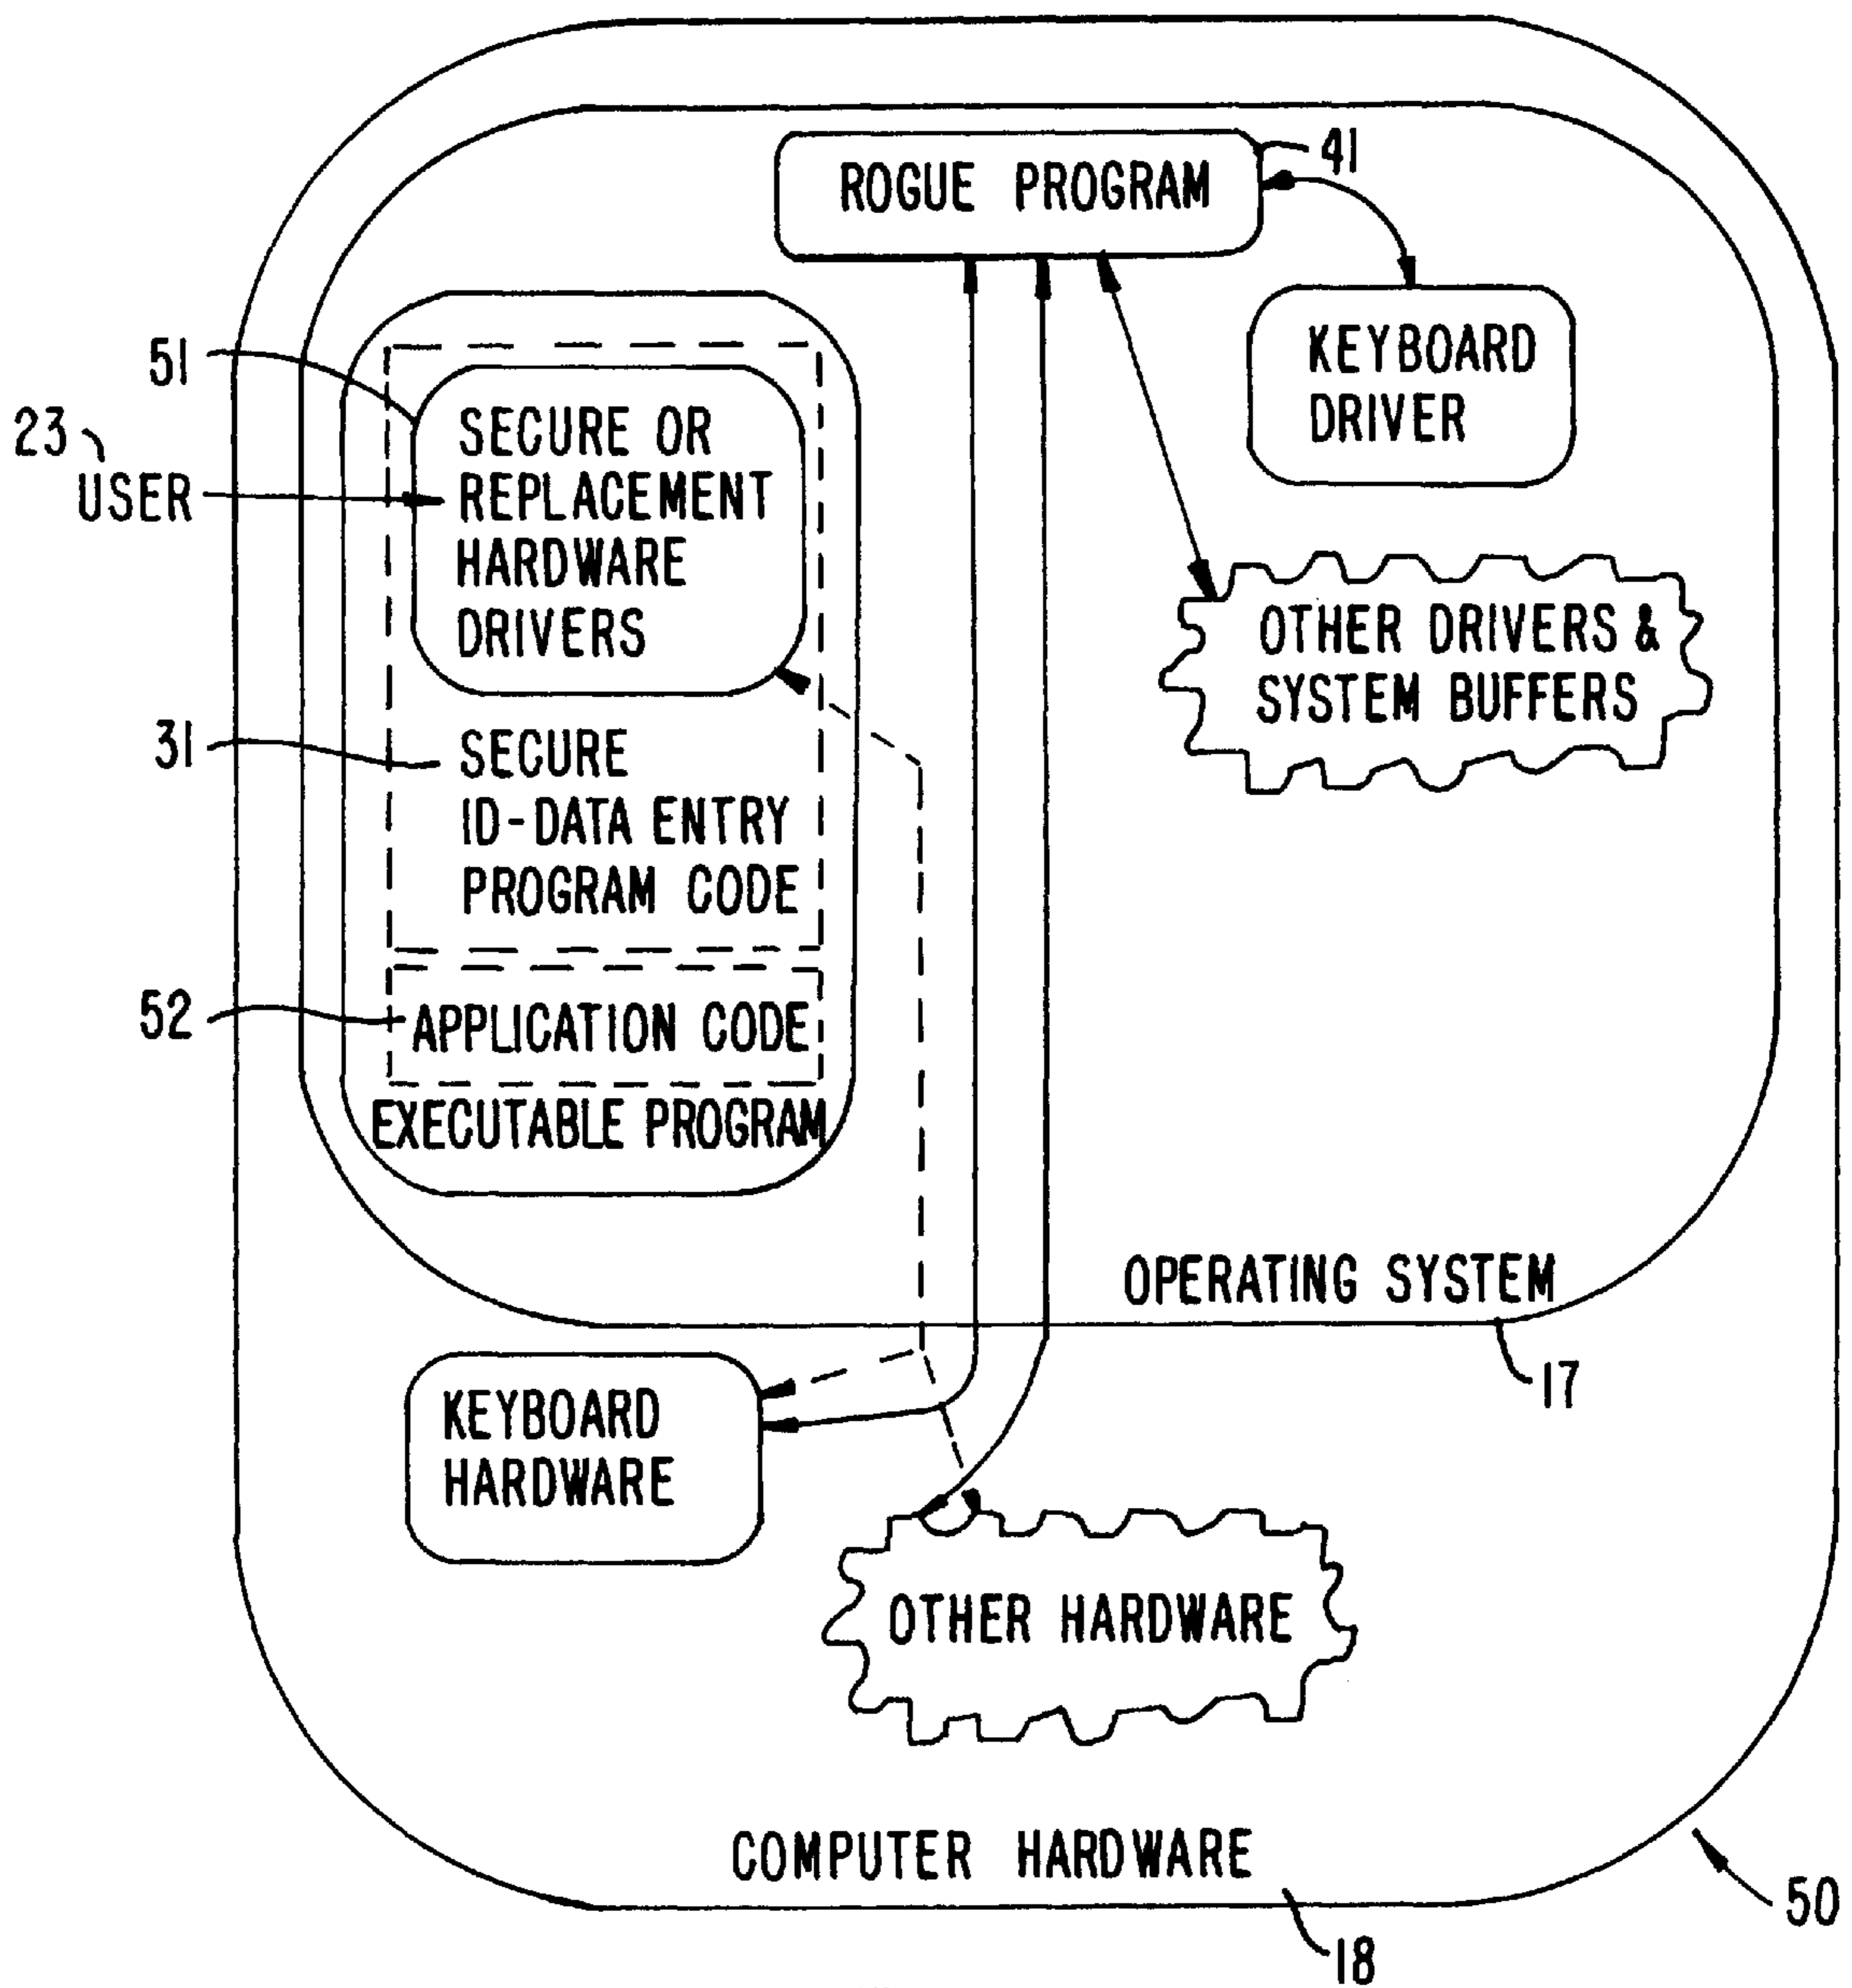 ROGUE PROGRAM
41
KEYBOARD
DRIVER
51
23
USER
SECURE OR
REPLACEMENT
HARDWARE
DRIVERS
OTHER DRIVERS &
SYSTEM BUFFERS
31
SECURE
ID-DATA ENTRY
PROGRAM CODE
52
APPLICATION CODE
EXECUTABLE PROGRAM
OPERATING SYSTEM
17
KEYBOARD
HARDWARE
OTHER HARDWARE
COMPUTER HARDWARE
50
18